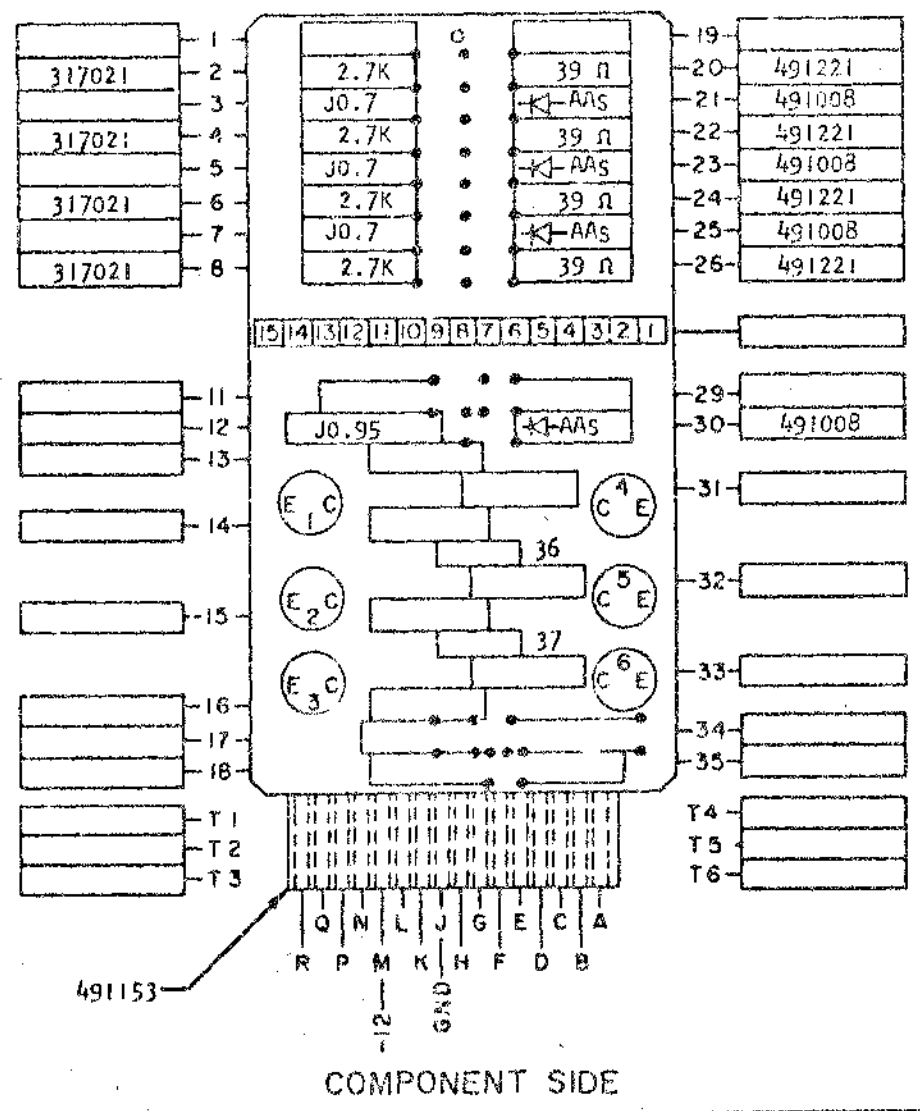 1 19
317021 2 2.7K 39 Ω 20 491221
3 J0.7 AAS 21 491008
317021 4 2.7K 39 Ω 22 491221
5 J0.7 AAS 23 491008
317021 6 2.7K 39 Ω 24 491221
7 J0.7 AAS 25 491008
317021 8 2.7K 39 Ω 26 491221
15 14 13 12 11 10 9 8 7 6 5 4 3 2 1
11 29
12 J0.95 AAS 30 491008
13
31
E 1 C C 4 E
14
36
32
E 2 C C 5 E
15
37
33
E 3 C C 6 E
16
34
17
35
18
T1 T4
T2 T5
T3 T6
Q N L J G E C A
R P M K H F D B
491153
-12
GND
COMPONENT SIDE